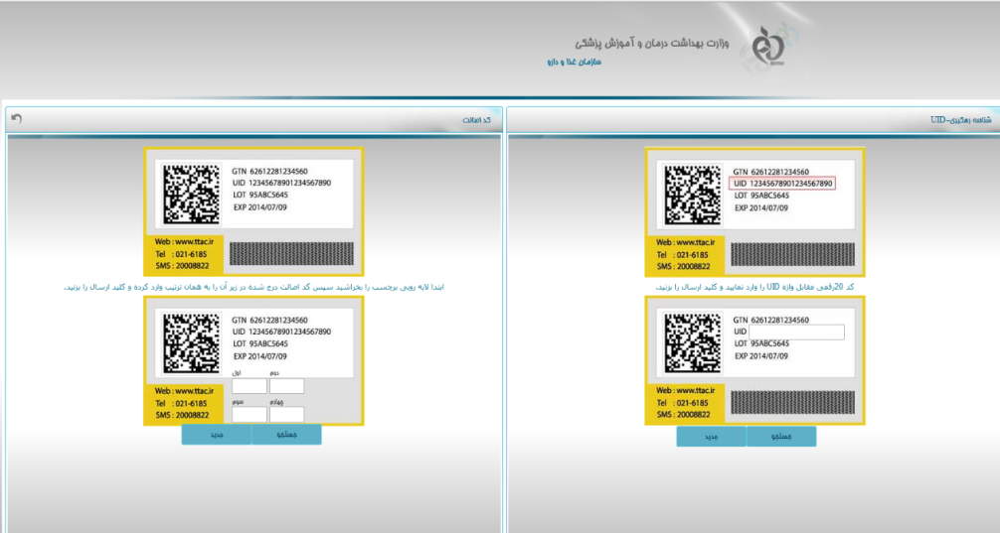 وزارت بهداشت درمان و آموزش پزشکی
سازمان غذا و دارو
شناسه رهگیری-UID
GTN 62612281234560
UID 12345678901234567890
LOT 95ABC5645
EXP 2014/07/09
Web : www.ttac.ir
Tel : 021-6185
SMS : 20008822
کد 20رقمی مقابل واژه UID را وارد نمایید و کلید ارسال را بزنید.
GTN 62612281234560
UID
LOT 95ABC5645
EXP 2014/07/09
Web : www.ttac.ir
Tel : 021-6185
SMS : 20008822
جستجو جدید
کد اصالت
GTN 62612281234560
UID 12345678901234567890
LOT 95ABC5645
EXP 2014/07/09
Web : www.ttac.ir
Tel : 021-6185
SMS : 20008822
ابتدا لایه رویی برچسب را بخراشید سپس کد اصالت درج شده در زیر آن را به همان ترتیب وارد کرده و کلید ارسال را بزنید.
GTN 62612281234560
UID 12345678901234567890
LOT 95ABC5645
EXP 2014/07/09
اول دوم
سوم چهارم
Web : www.ttac.ir
Tel : 021-6185
SMS : 20008822
جستجو جدید